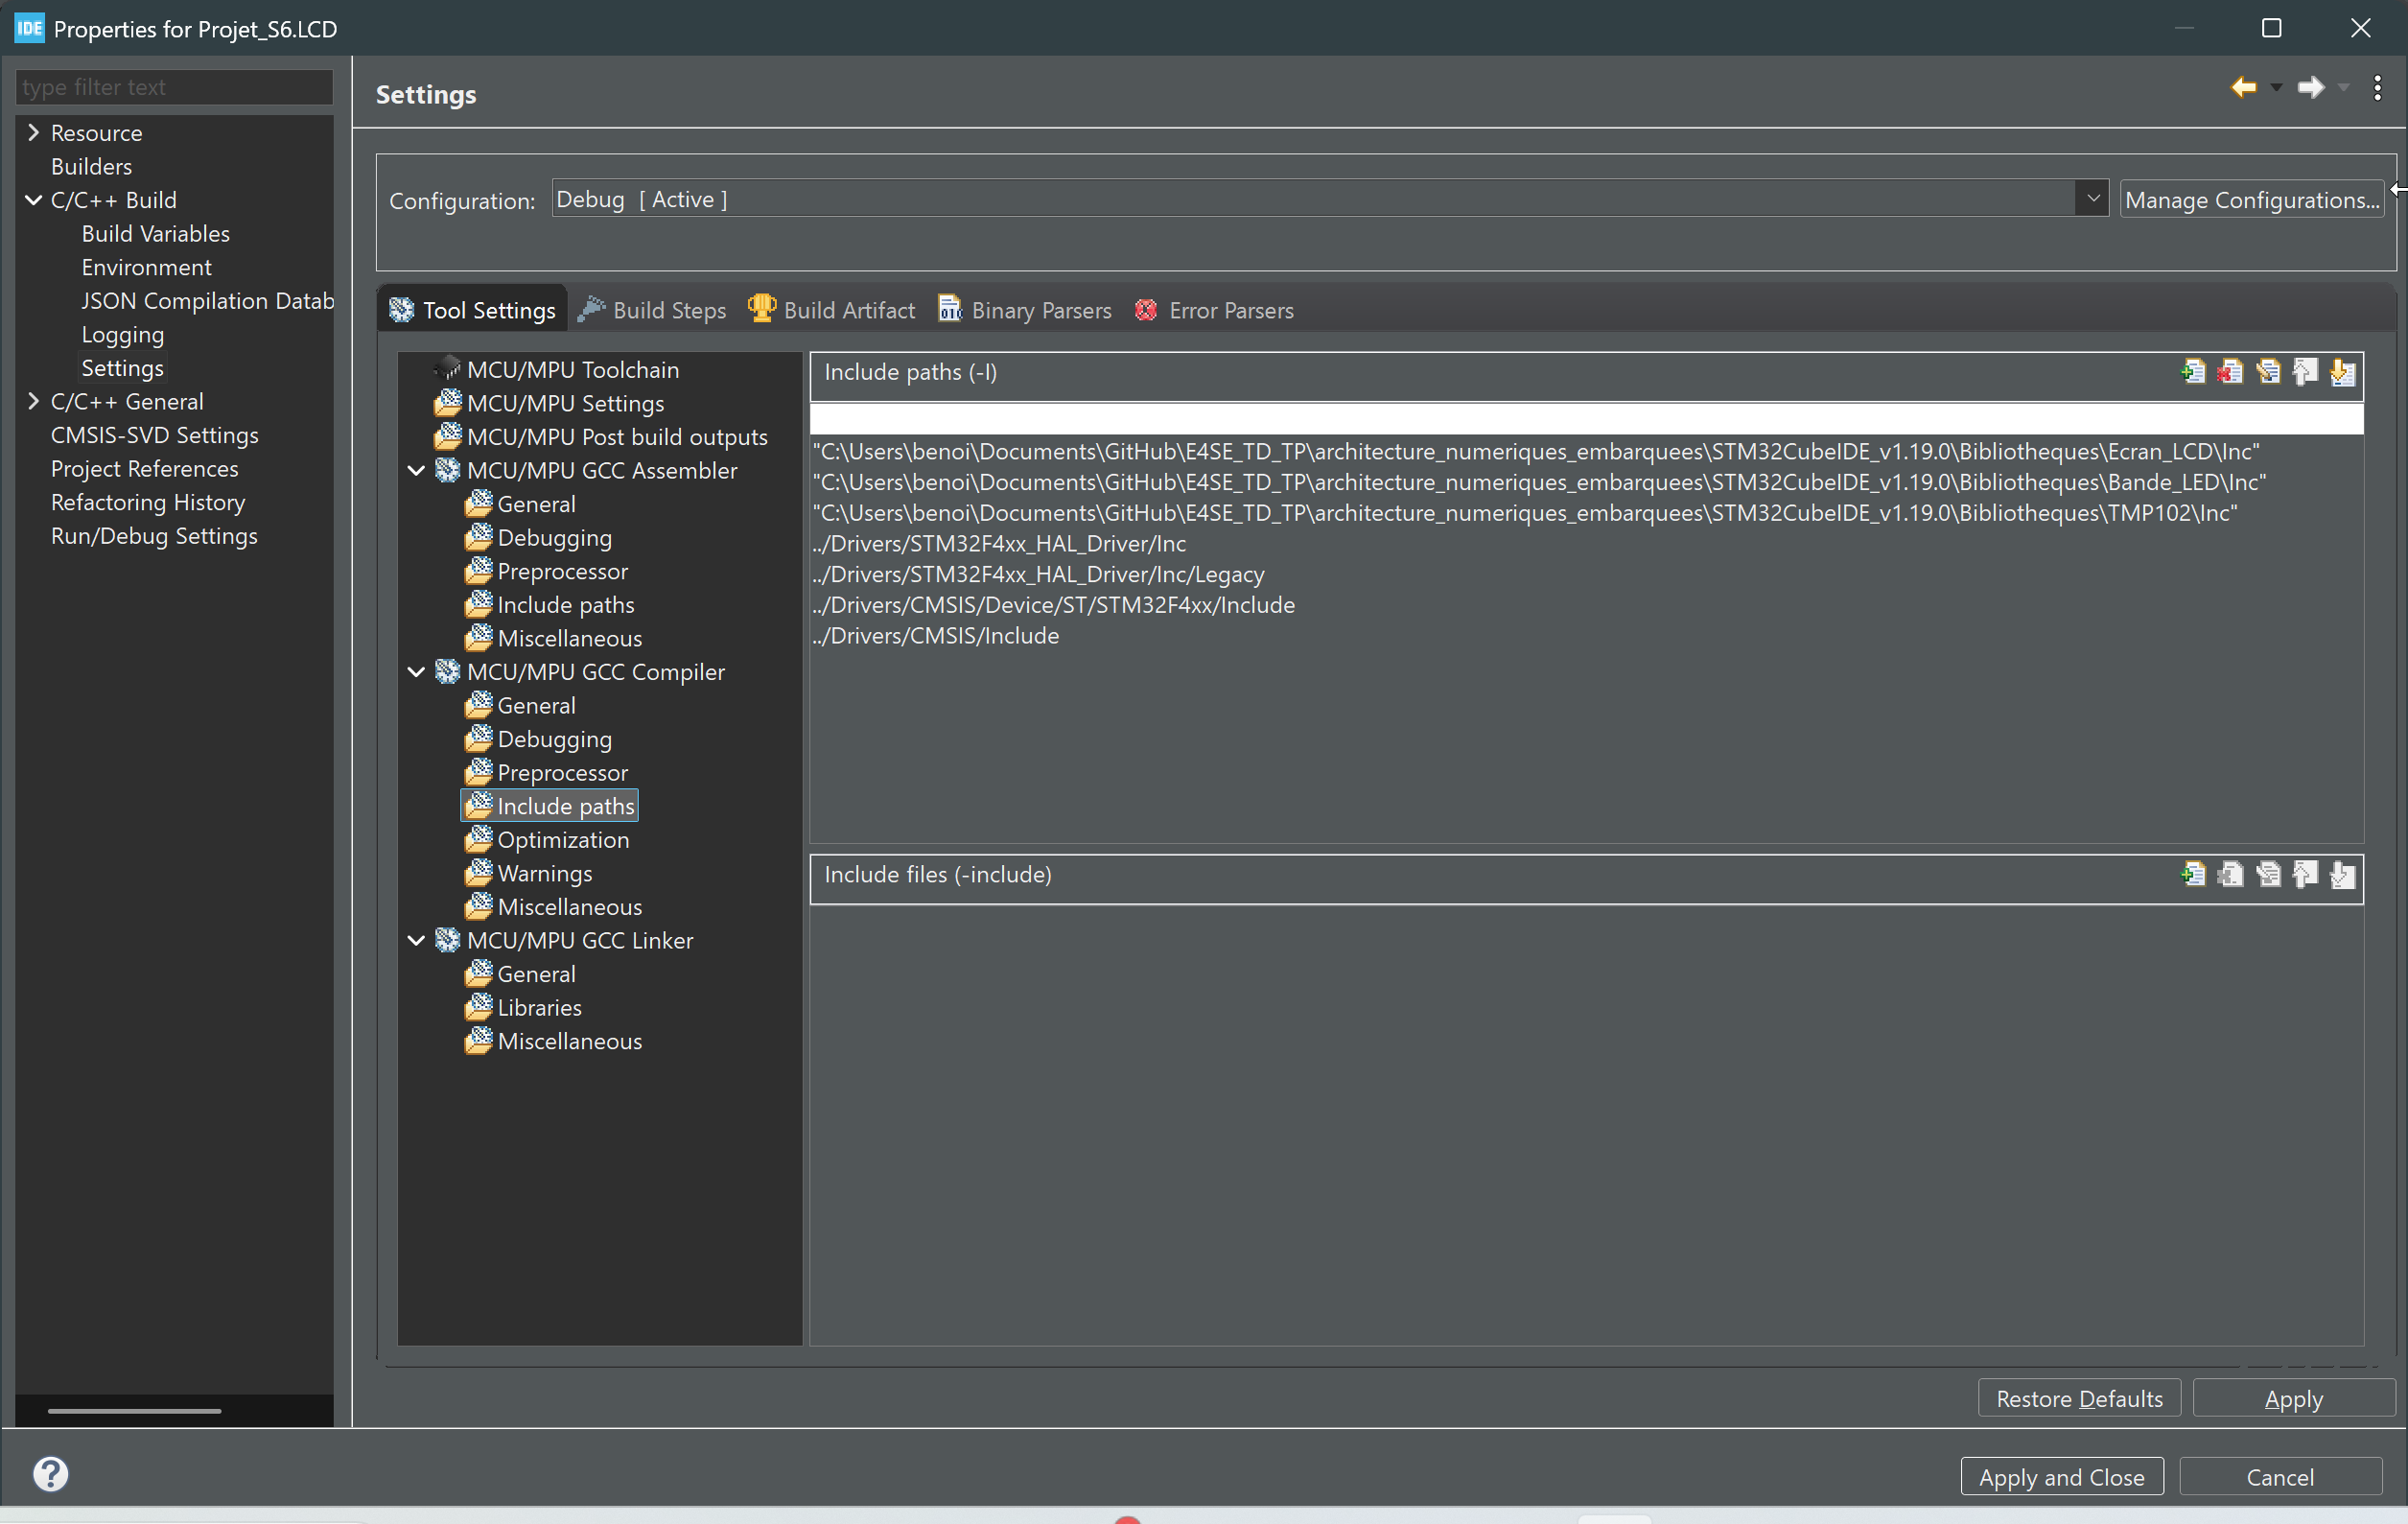 IDE Properties for Projet_S6.LCD
type filter text
Resource
Builders
C/C++ Build
Build Variables
Environment
JSON Compilation Datab
Logging
Settings
C/C++ General
CMSIS-SVD Settings
Project References
Refactoring History
Run/Debug Settings
Settings
Configuration: Debug [ Active ] Manage Configurations...
Tool Settings Build Steps Build Artifact Binary Parsers Error Parsers
MCU/MPU Toolchain
MCU/MPU Settings
MCU/MPU Post build outputs
MCU/MPU GCC Assembler
General
Debugging
Preprocessor
Include paths
Miscellaneous
MCU/MPU GCC Compiler
General
Debugging
Preprocessor
Include paths
Optimization
Warnings
Miscellaneous
MCU/MPU GCC Linker
General
Libraries
Miscellaneous
Include paths (-I)
"C:\Users\benoi\Documents\GitHub\E4SE_TD_TP\architecture_numeriques_embarquees\STM32CubeIDE_v1.19.0\Bibliotheques\Ecran_LCD\Inc"
"C:\Users\benoi\Documents\GitHub\E4SE_TD_TP\architecture_numeriques_embarquees\STM32CubeIDE_v1.19.0\Bibliotheques\Bande_LED\Inc"
"C:\Users\benoi\Documents\GitHub\E4SE_TD_TP\architecture_numeriques_embarquees\STM32CubeIDE_v1.19.0\Bibliotheques\TMP102\Inc"
../Drivers/STM32F4xx_HAL_Driver/Inc
../Drivers/STM32F4xx_HAL_Driver/Inc/Legacy
../Drivers/CMSIS/Device/ST/STM32F4xx/Include
../Drivers/CMSIS/Include
Include files (-include)
Restore Defaults Apply
Apply and Close Cancel